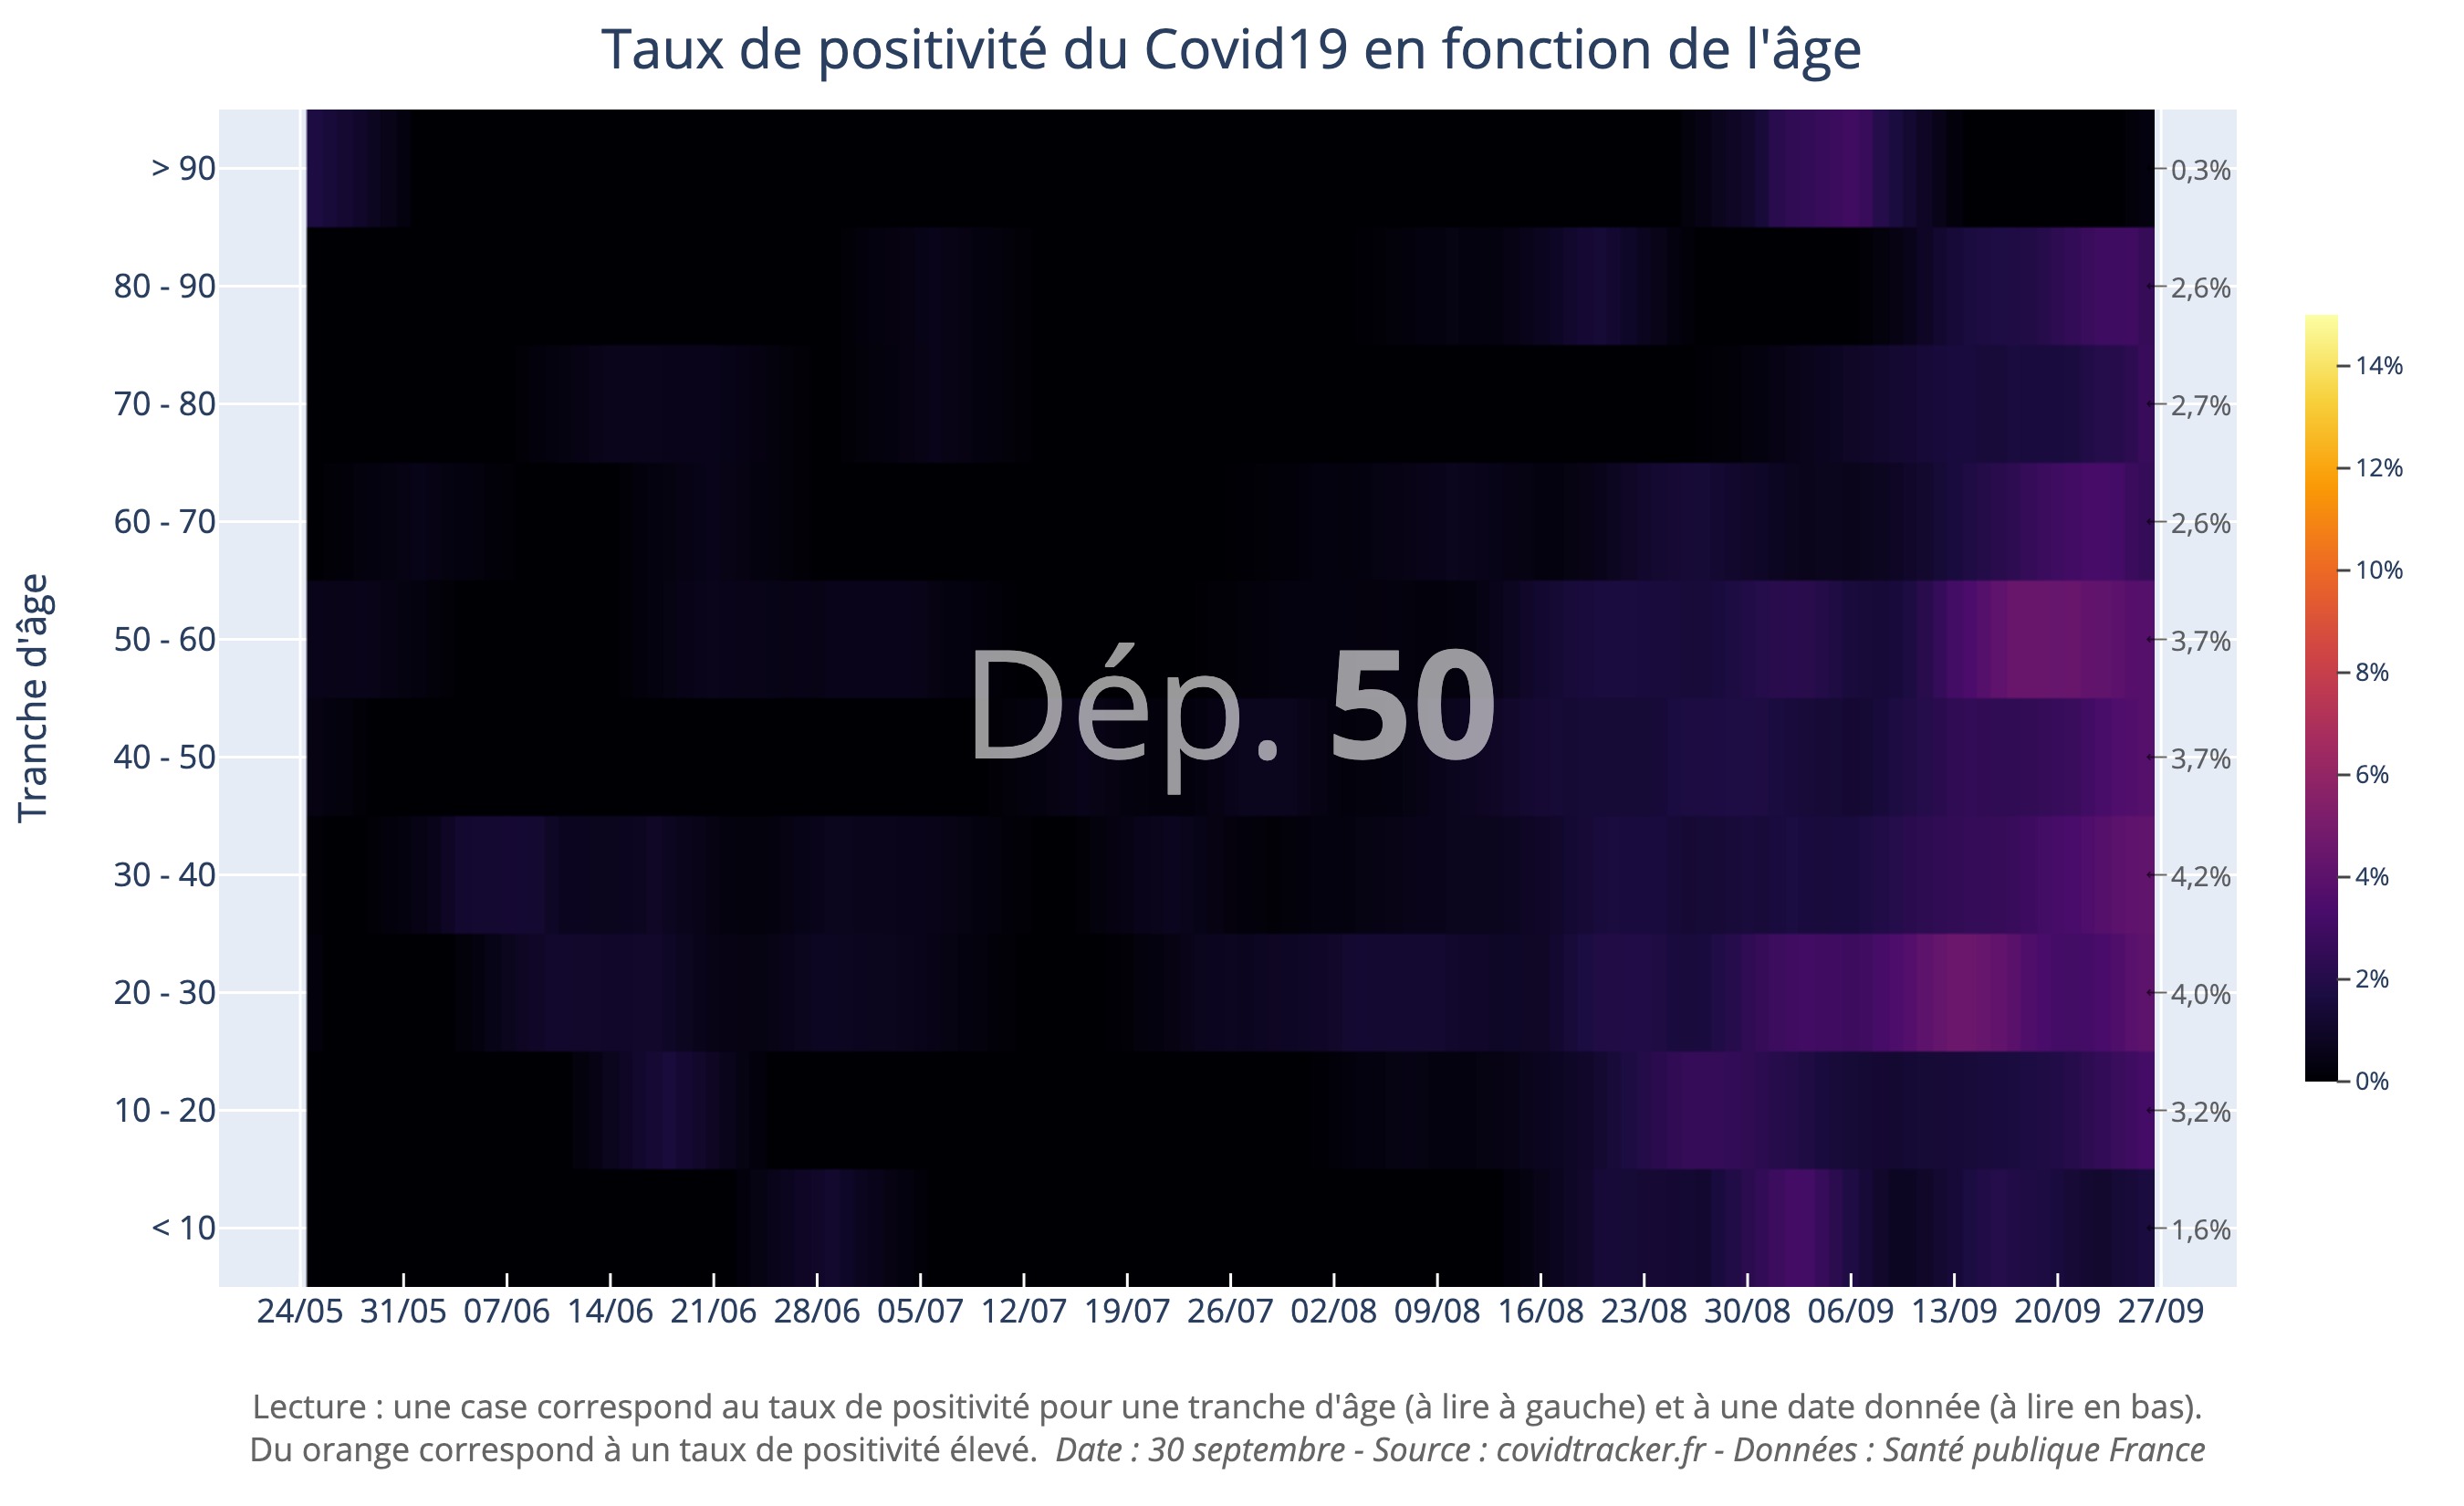 Taux de positivité du Covid19 en fonction de l'âge
Tranche d'âge
> 90
80 - 90
70 - 80
60 - 70
50 - 60
40 - 50
30 - 40
20 - 30
10 - 20
< 10
Dép. 50
0,3%
2,6%
2,7%
2,6%
3,7%
3,7%
4,2%
4,0%
3,2%
1,6%
14%
12%
10%
8%
6%
4%
2%
0%
24/05 31/05 07/06 14/06 21/06 28/06 05/07 12/07 19/07 26/07 02/08 09/08 16/08 23/08 30/08 06/09 13/09 20/09 27/09
Lecture : une case correspond au taux de positivité pour une tranche d'âge (à lire à gauche) et à une date donnée (à lire en bas).
Du orange correspond à un taux de positivité élevé. Date : 30 septembre - Source : covidtracker.fr - Données : Santé publique France